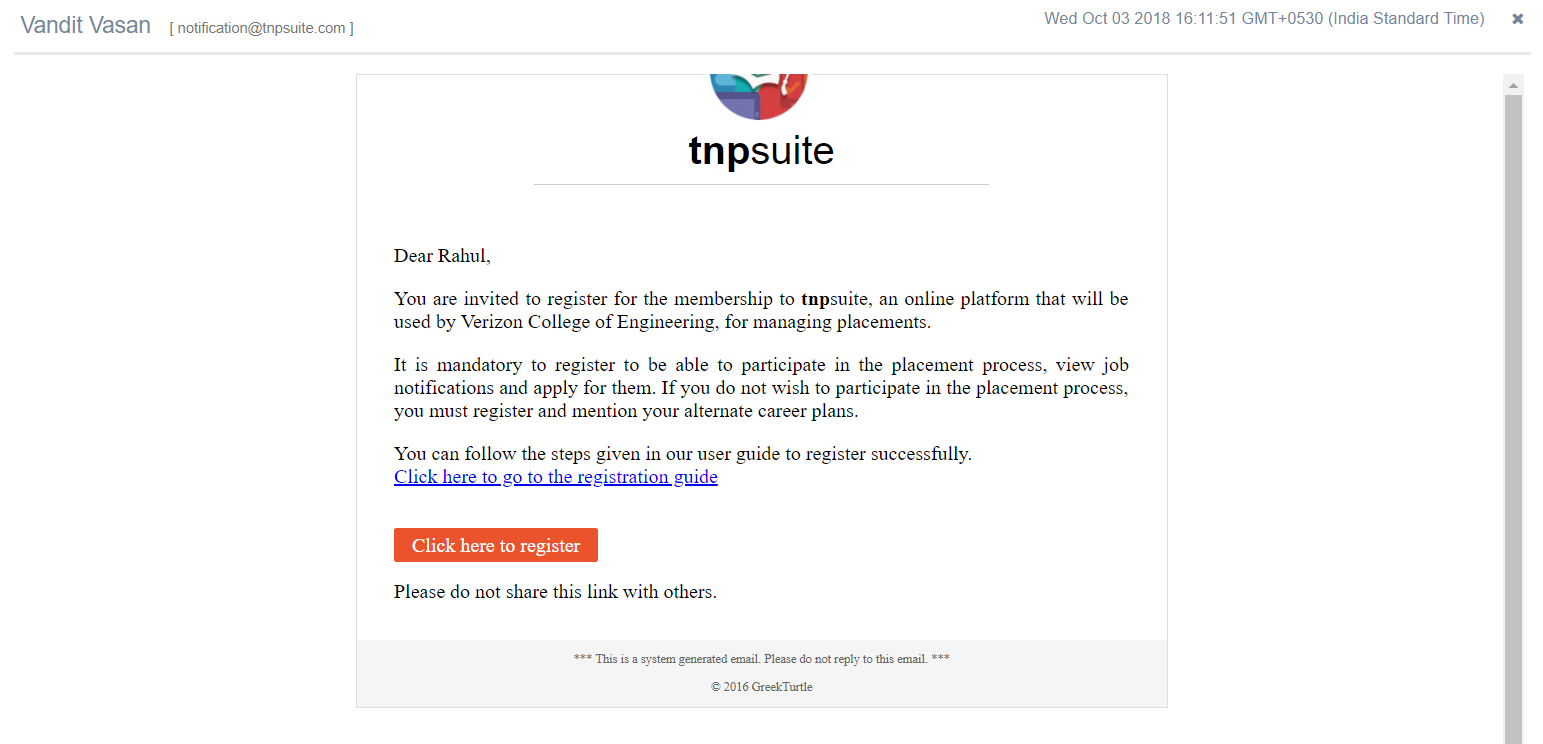 Vandit Vasan [ notification@tnpsuite.com ]
Wed Oct 03 2018 16:11:51 GMT+0530 (India Standard Time) ✖
tnpsuite
Dear Rahul,
You are invited to register for the membership to tnpsuite, an online platform that will be
used by Verizon College of Engineering, for managing placements.
It is mandatory to register to be able to participate in the placement process, view job
notifications and apply for them. If you do not wish to participate in the placement process,
you must register and mention your alternate career plans.
You can follow the steps given in our user guide to register successfully.
Click here to go to the registration guide
Click here to register
Please do not share this link with others.
*** This is a system generated email. Please do not reply to this email. ***
© 2016 GreekTurtle